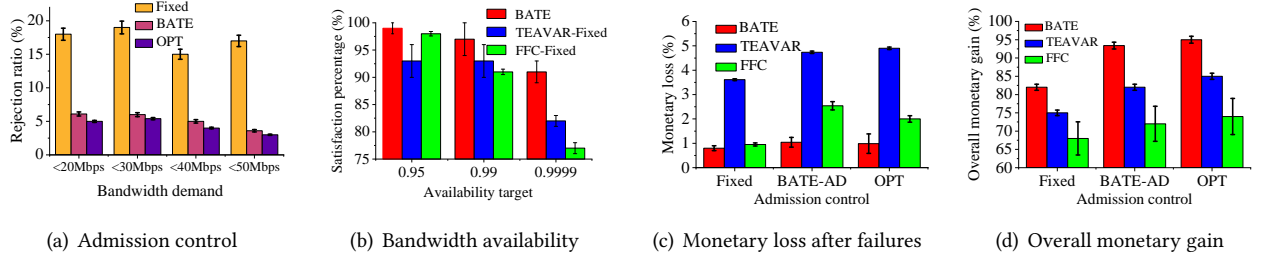 Rejection ratio (%)
20
15
10
5
0
Fixed
BATE
OPT
<20Mbps <30Mbps <40Mbps <50Mbps
Bandwidth demand
(a) Admission control
Satisfaction percentage (%)
100
95
90
85
80
75
BATE
TEAVAR-Fixed
FFC-Fixed
0.95 0.99 0.9999
Availability target
(b) Bandwidth availability
Monetary loss (%)
6
5
4
3
2
1
0
BATE
TEAVAR
FFC
Fixed BATE-AD OPT
Admission control
(c) Monetary loss after failures
Overall monetary gain (%)
100
95
90
85
80
75
70
65
60
BATE
TEAVAR
FFC
Fixed BATE-AD OPT
Admission control
(d) Overall monetary gain